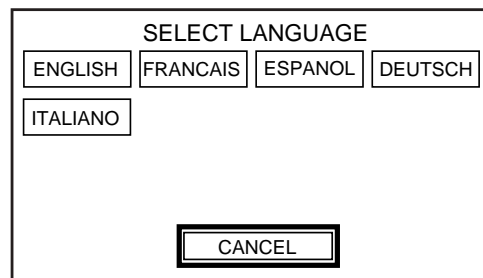 SELECT LANGUAGE
ENGLISH FRANCAIS ESPANOL DEUTSCH
ITALIANO
CANCEL